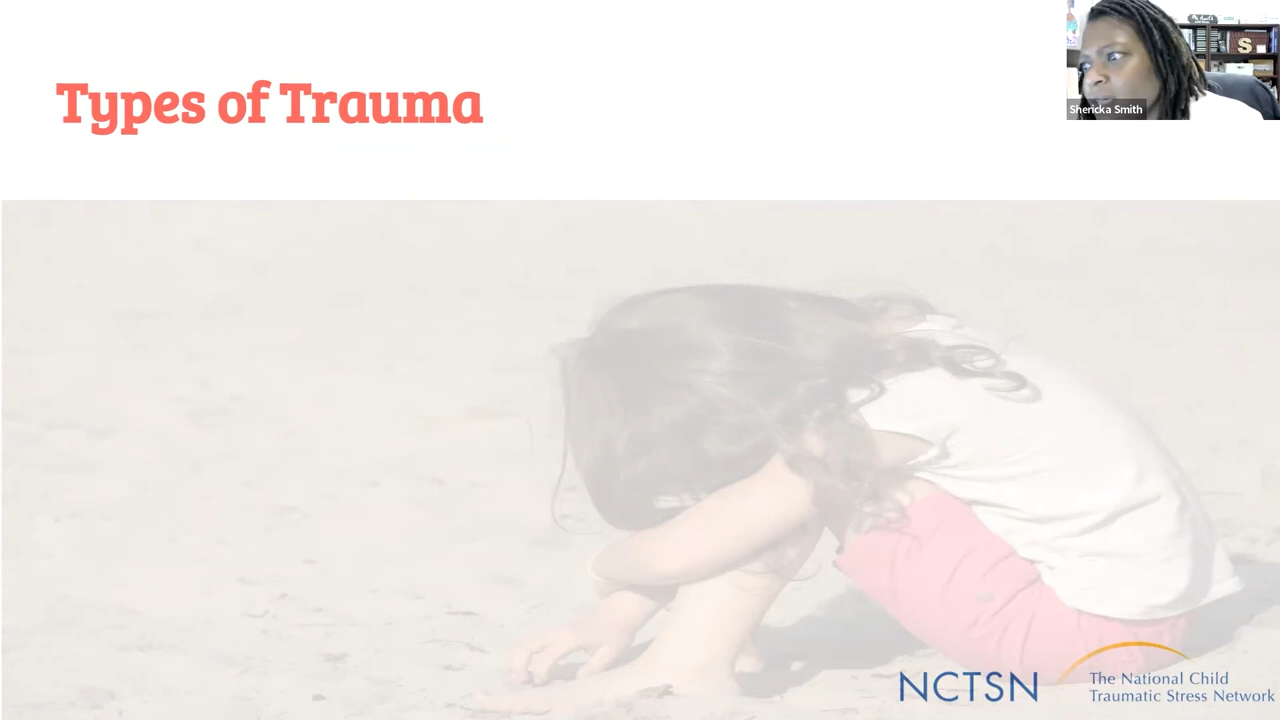 Types of Trauma
S
Shericka Smith
NCTSN
The National Child
Traumatic Stress Network